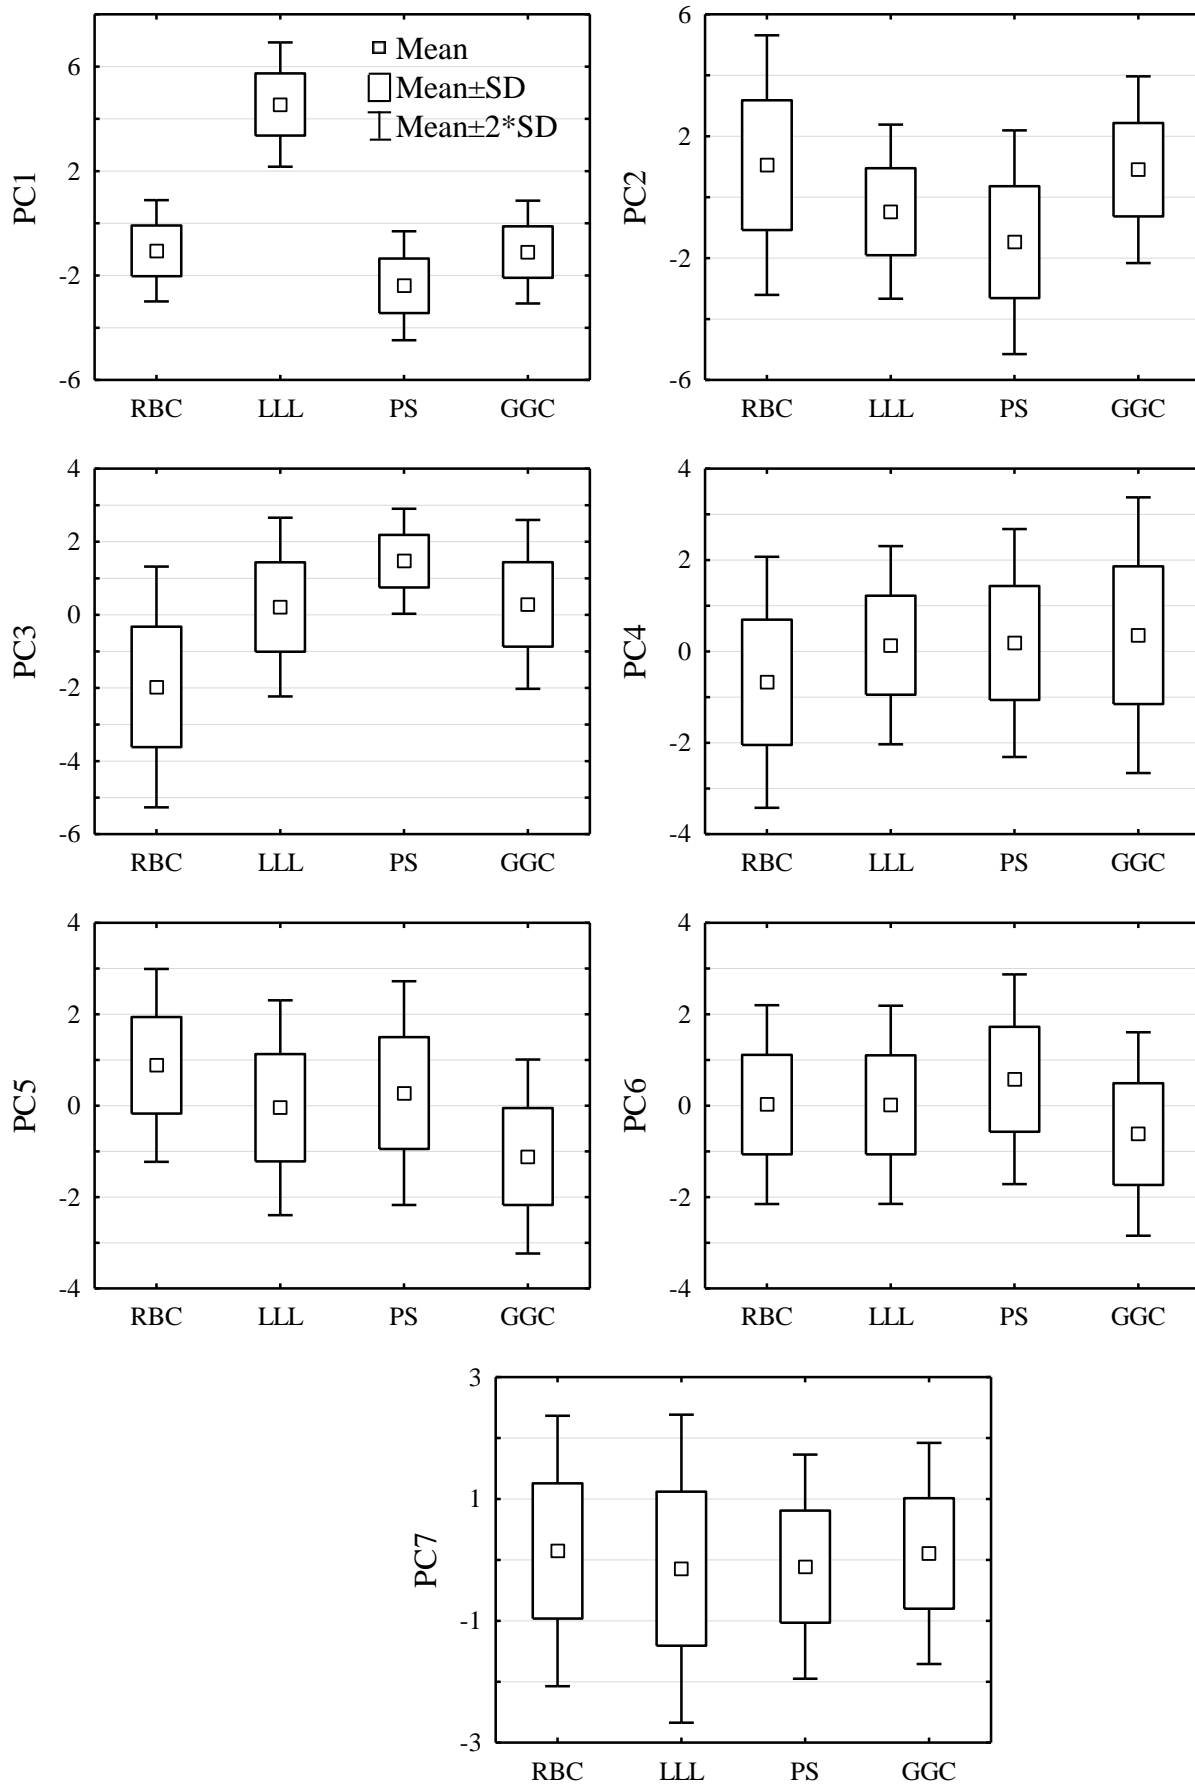 6
2
-2
-6
PC1
Mean
Mean±SD
Mean±2*SD
RBC LLL PS GGC
6
2
-2
-6
PC2
RBC LLL PS GGC
4
2
0
-2
-4
-6
PC3
RBC LLL PS GGC
4
2
0
-2
-4
PC4
RBC LLL PS GGC
4
2
0
-2
-4
PC5
RBC LLL PS GGC
4
2
0
-2
-4
PC6
RBC LLL PS GGC
3
1
-1
-3
PC7
RBC LLL PS GGC